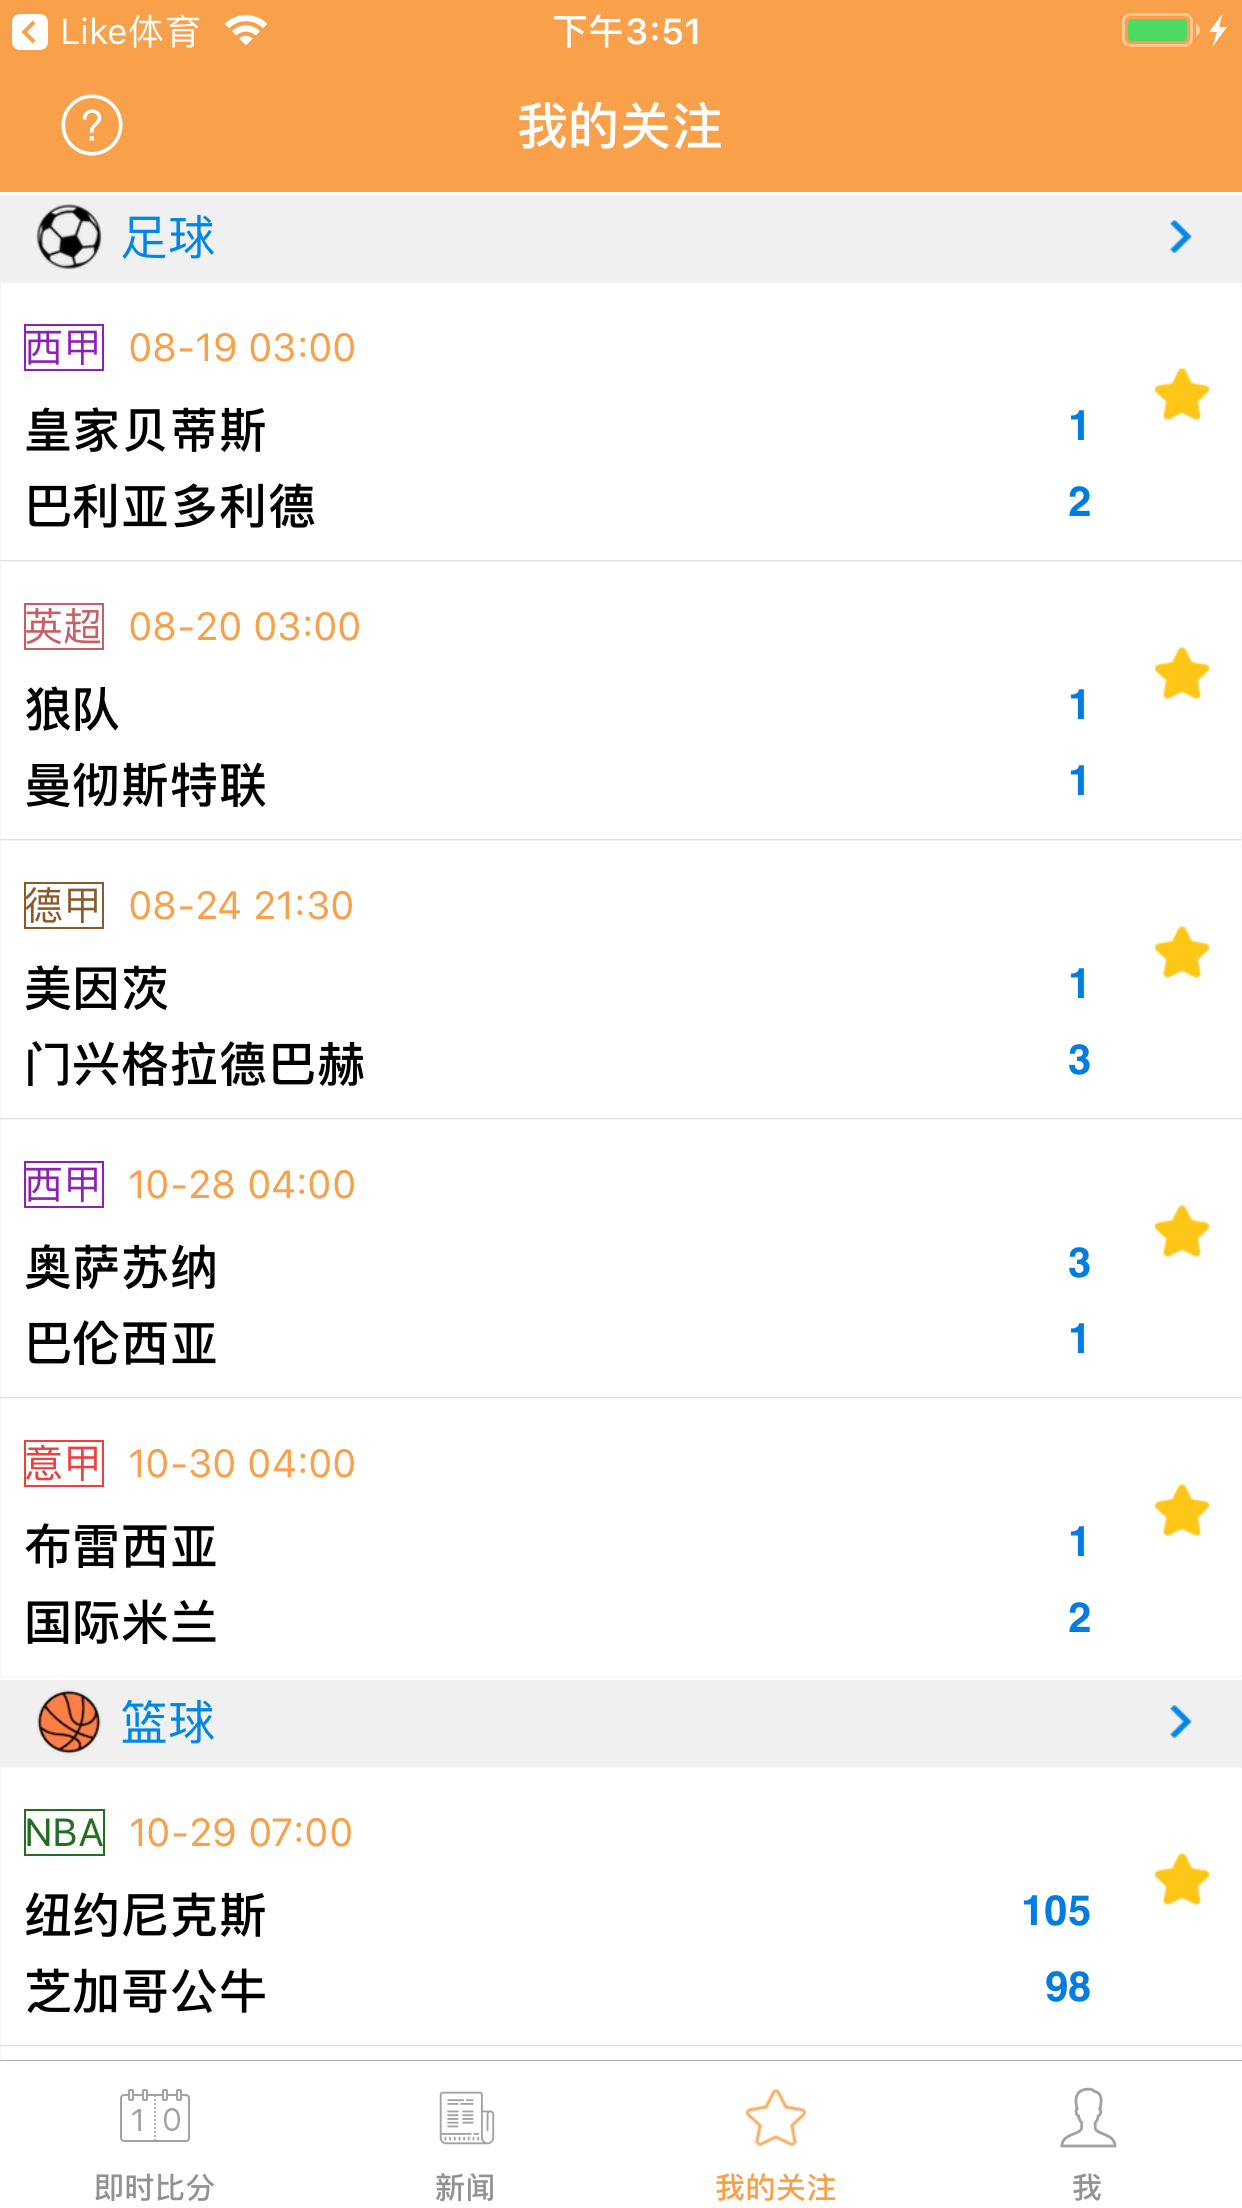 Like体育 下午3:51
? 我的关注
足球
西甲 08-19 03:00
皇家贝蒂斯 1
巴利亚多利德 2
英超 08-20 03:00
狼队 1
曼彻斯特联 1
德甲 08-24 21:30
美因茨 1
门兴格拉德巴赫 3
西甲 10-28 04:00
奥萨苏纳 3
巴伦西亚 1
意甲 10-30 04:00
布雷西亚 1
国际米兰 2
篮球
NBA 10-29 07:00
纽约尼克斯 105
芝加哥公牛 98
1 0
即时比分 新闻 我的关注 我